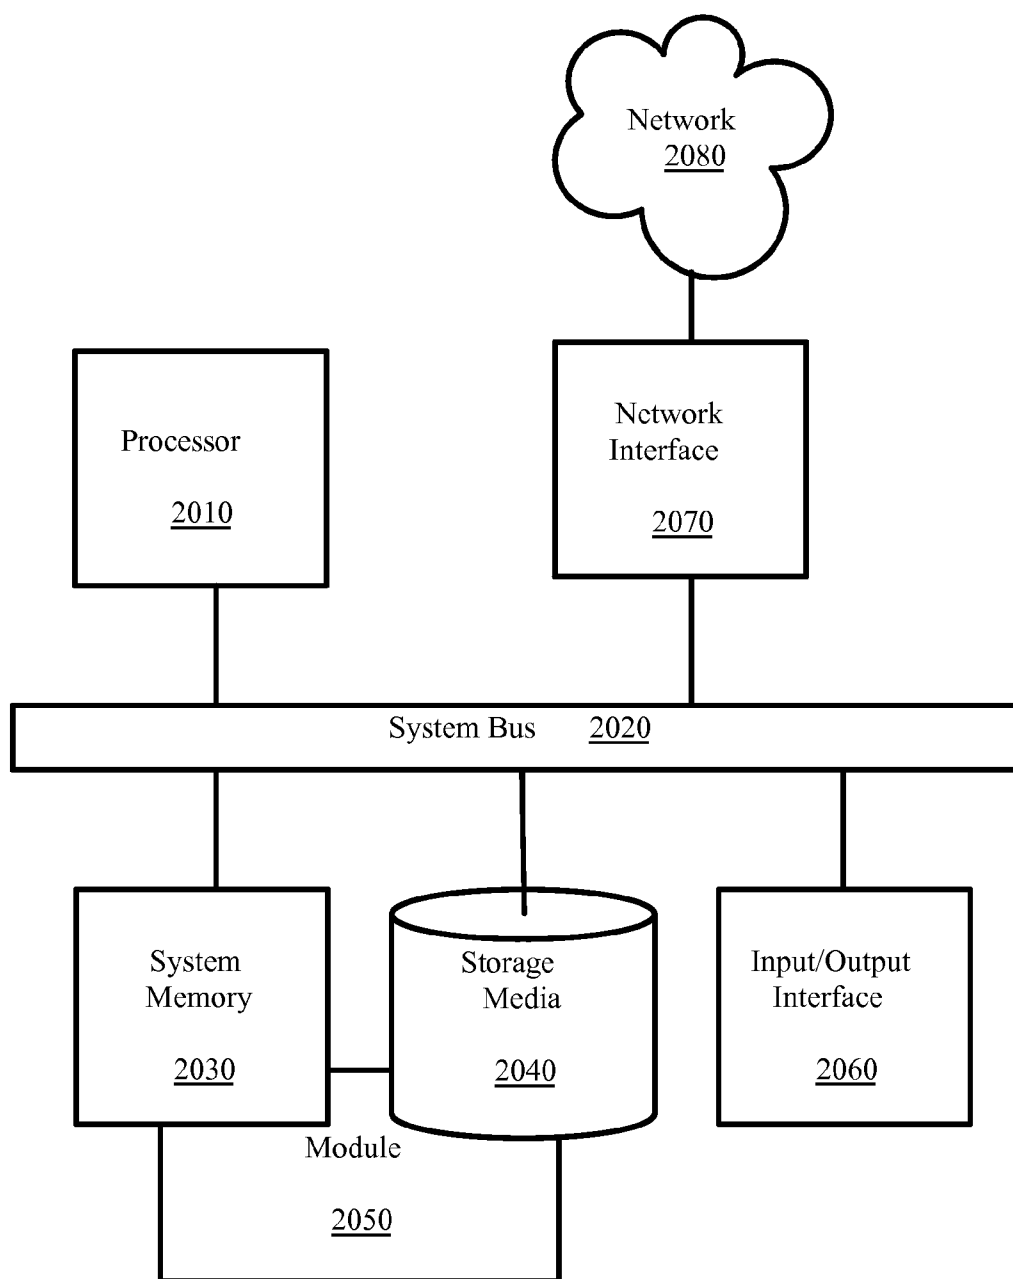 Network
2080
Network
Interface
2070
Processor
2010
System Bus 2020
System
Memory
2030
Storage
Media
2040
Input/Output
Interface
2060
Module
2050